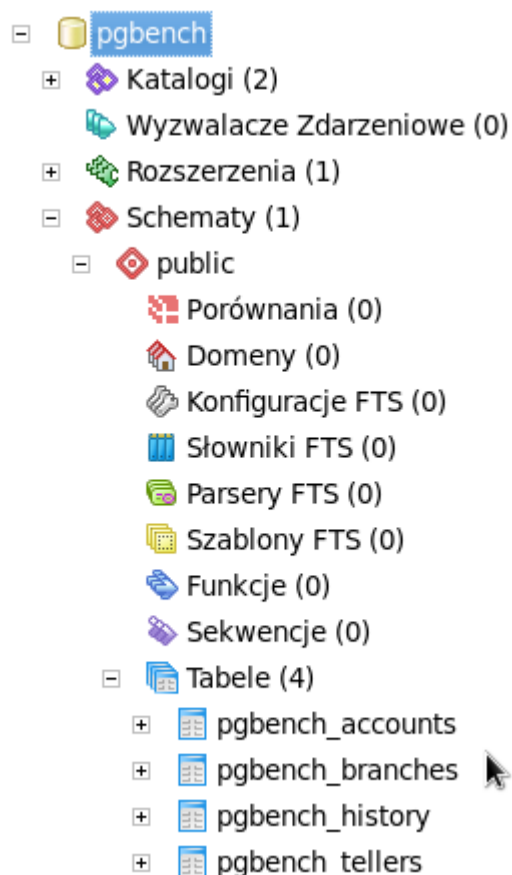 pgbench
Katalogi (2)
Wyzwalacze Zdarzeniowe (0)
Rozszerzenia (1)
Schematy (1)
public
Porównania (0)
Domeny (0)
Konfiguracje FTS (0)
Słowniki FTS (0)
Parsery FTS (0)
Szablony FTS (0)
Funkcje (0)
Sekwencje (0)
Tabele (4)
pgbench_accounts
pgbench_branches
pgbench_history
pgbench_tellers